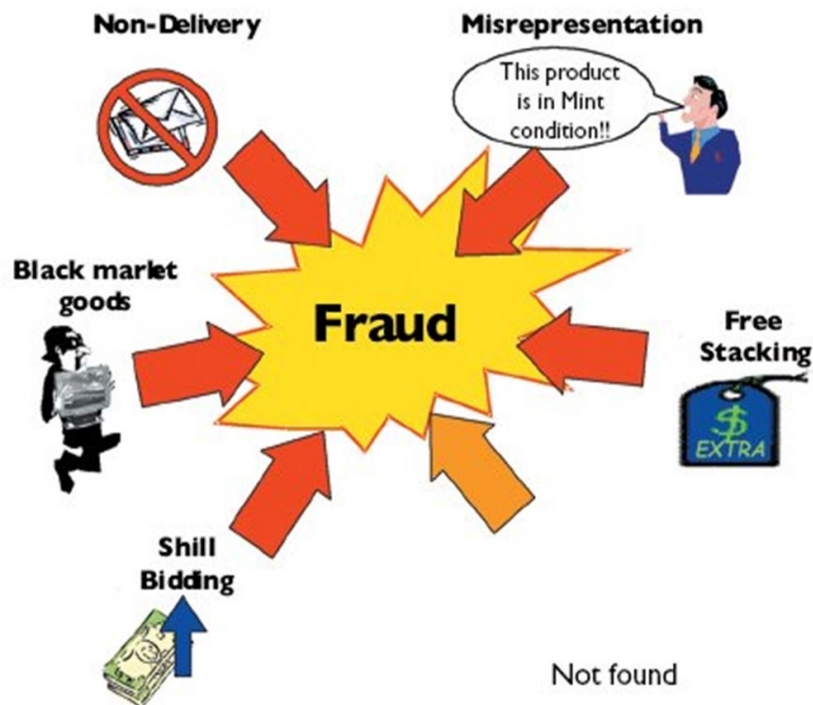 Non-Delivery
Misrepresentation
This product
is in Mint
condition!!
Black market
goods
Fraud
Free
Stacking
$
EXTRA
Shill
Bidding
Not found